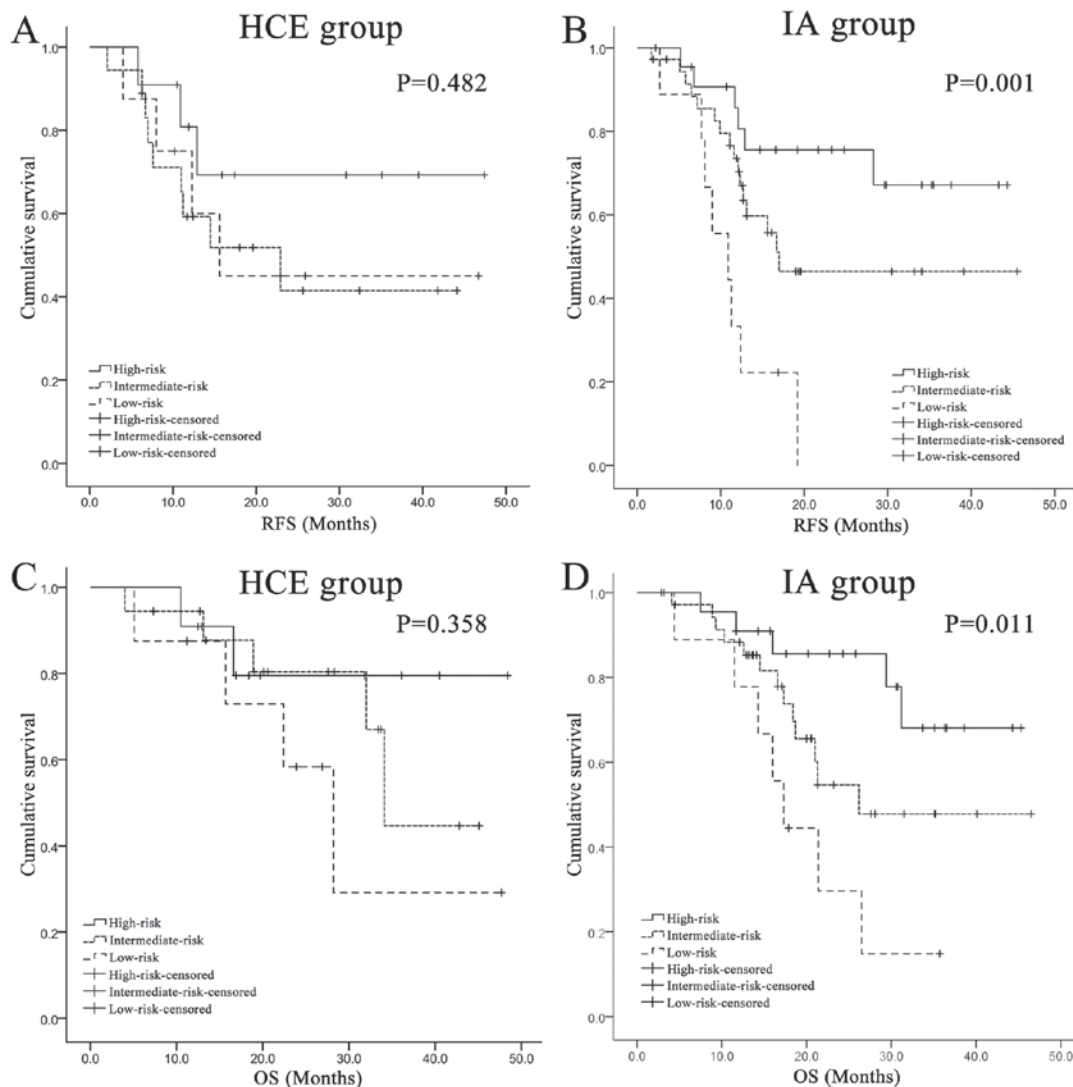 A
HCE group
P=0.482
Cumulative survival
1.0
0.8
0.6
0.4
0.2
0.0
High-risk
Intermediate-risk
Low-risk
High-risk-censored
Intermediate-risk-censored
Low-risk-censored
0.0 10.0 20.0 30.0 40.0 50.0
RFS (Months)
B
IA group
P=0.001
Cumulative survival
1.0
0.8
0.6
0.4
0.2
0.0
High-risk
Intermediate-risk
Low-risk
High-risk-censored
Intermediate-risk-censored
Low-risk-censored
0.0 10.0 20.0 30.0 40.0 50.0
RFS (Months)
C
HCE group
P=0.358
Cumulative survival
1.0
0.8
0.6
0.4
0.2
0.0
High-risk
Intermediate-risk
Low-risk
High-risk-censored
Intermediate-risk-censored
Low-risk-censored
0.0 10.0 20.0 30.0 40.0 50.0
OS (Months)
D
IA group
P=0.011
Cumulative survival
1.0
0.8
0.6
0.4
0.2
0.0
High-risk
Intermediate-risk
Low-risk
High-risk-censored
Intermediate-risk-censored
Low-risk-censored
0.0 10.0 20.0 30.0 40.0 50.0
OS (Months)